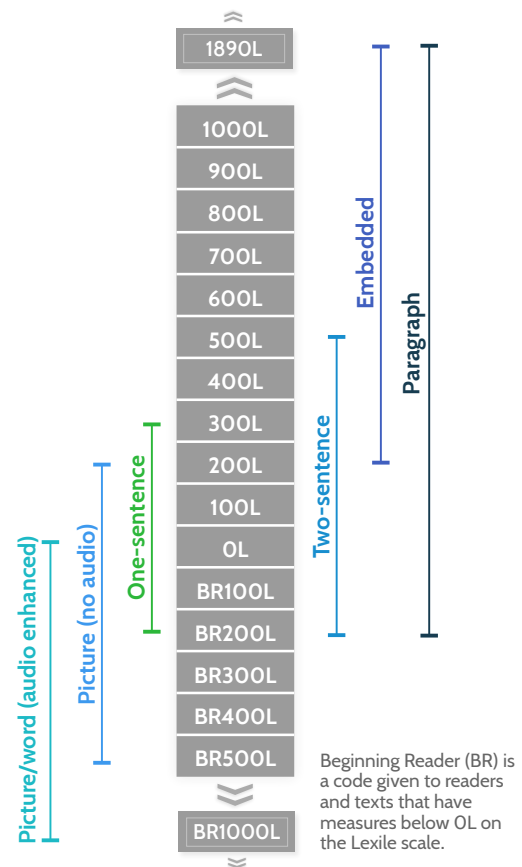 1890L
1000L
900L
800L
700L
600L
500L
400L
300L
200L
100L
0L
BR100L
BR200L
BR300L
BR400L
BR500L
BR1000L
Picture/word (audio enhanced)
Picture (no audio)
One-sentence
Two-sentence
Embedded
Paragraph
Beginning Reader (BR) is
a code given to readers
and texts that have
measures below 0L on
the Lexile scale.